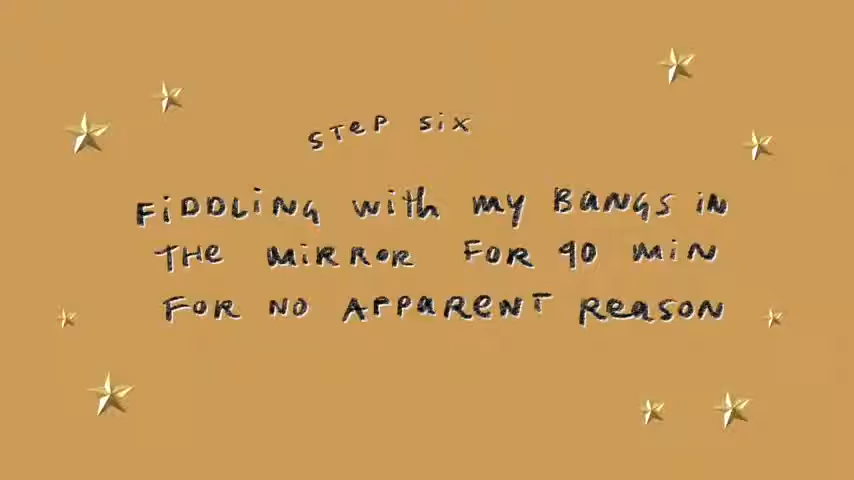 STEP SIX
FIDDLING WITH MY BANGS IN
THE MIRROR FOR 90 MIN
FOR NO APPARENT REASON